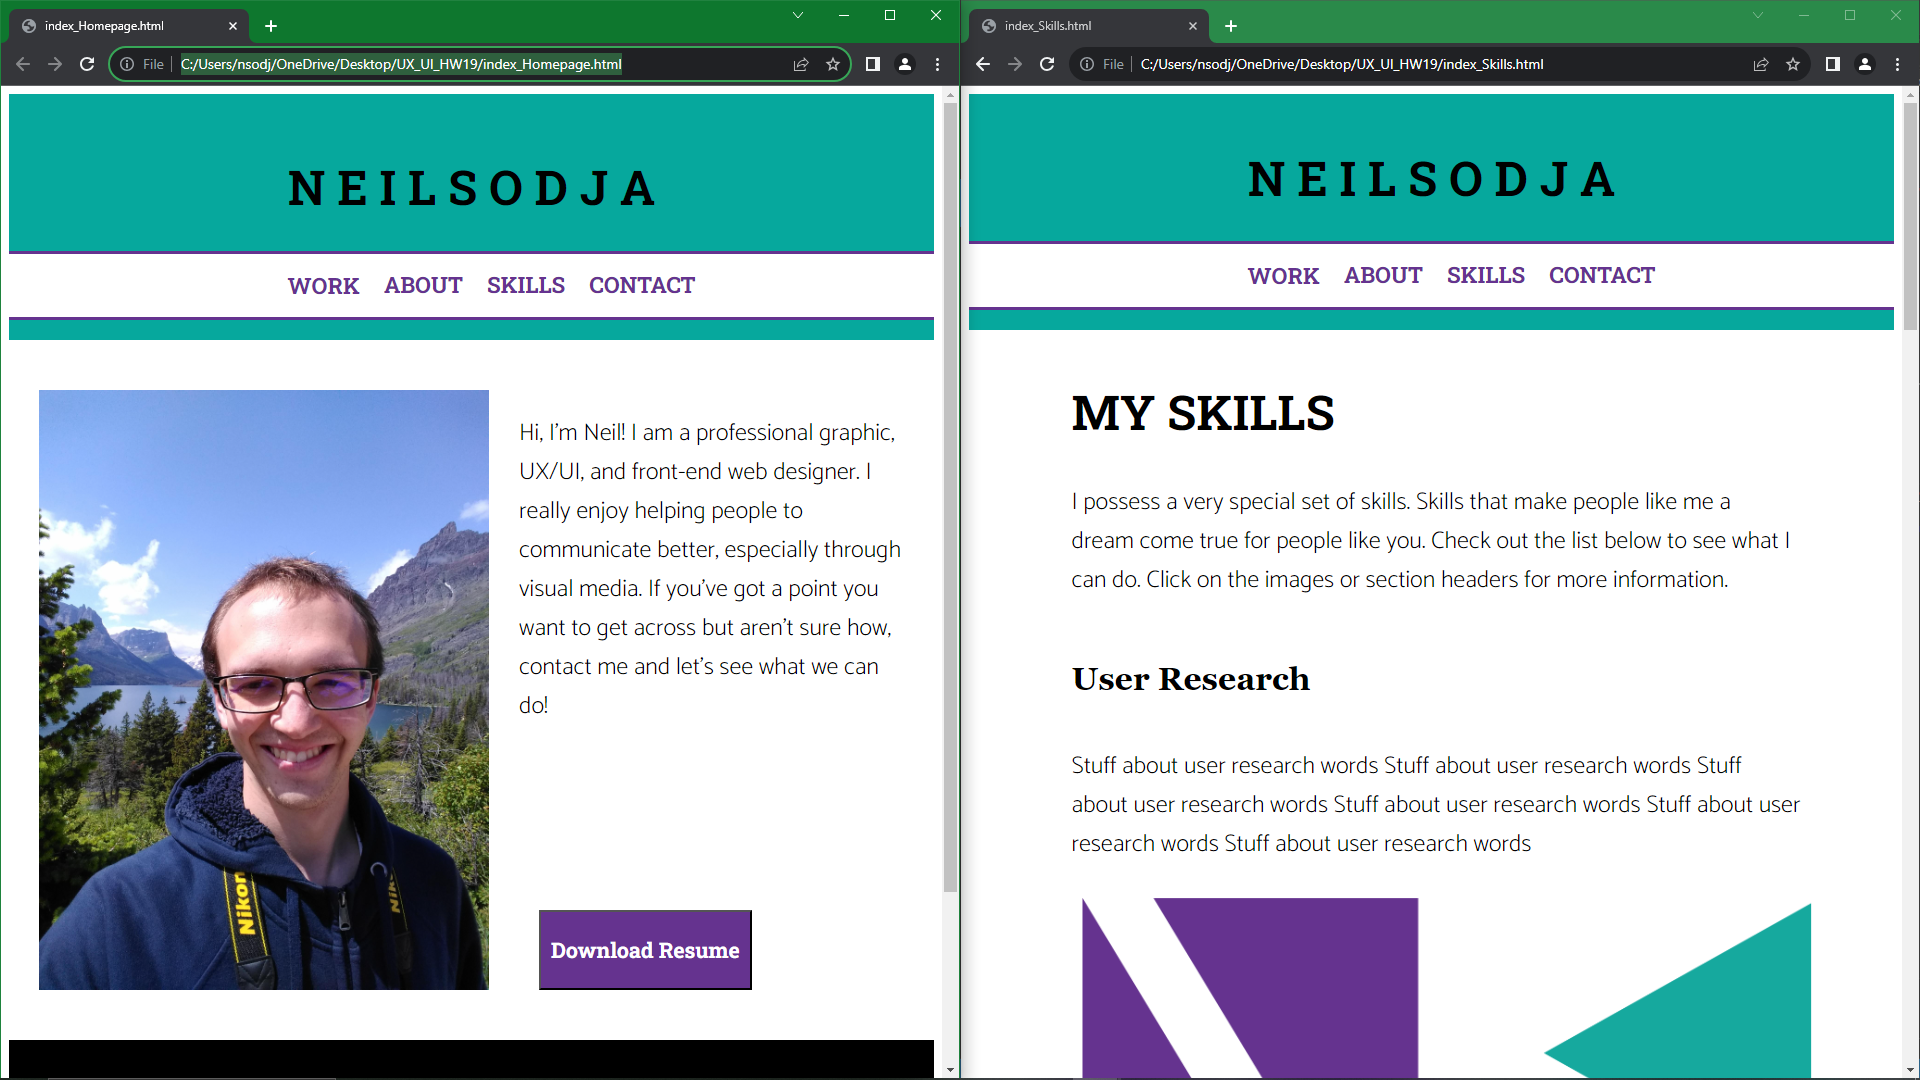 index_Homepage.html
File
C:/Users/nsodj/OneDrive/Desktop/UX_UI_HW19/index_Homepage.html
NEILSODJA
WORK ABOUT SKILLS CONTACT
Hi, I'm Neil! I am a professional graphic,
UX/UI, and front-end web designer. I
really enjoy helping people to
communicate better, especially through
visual media. If you've got a point you
want to get across but aren't sure how,
contact me and let's see what we can
do!
Nikon
Nik
Download Resume
index_Skills.html
File
C:/Users/nsodj/OneDrive/Desktop/UX_UI_HW19/index_Skills.html
NEILSODJA
WORK ABOUT SKILLS CONTACT
MY SKILLS
I possess a very special set of skills. Skills that make people like me a
dream come true for people like you. Check out the list below to see what I
can do. Click on the images or section headers for more information.
User Research
Stuff about user research words Stuff about user research words Stuff
about user research words Stuff about user research words Stuff about user
research words Stuff about user research words